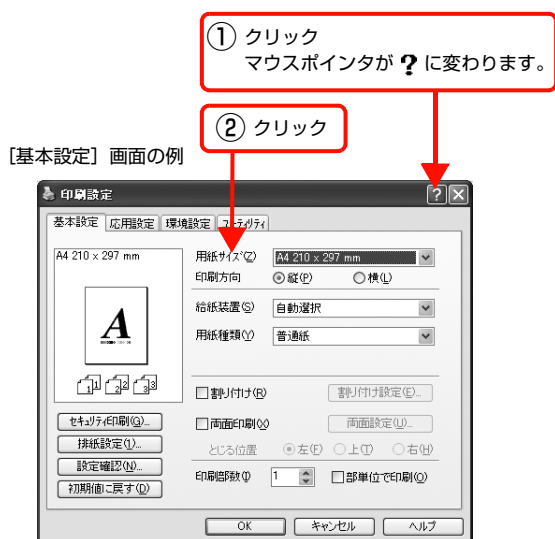 ① クリック
マウスポインタが ? に変わります。
② クリック
[基本設定] 画面の例
印刷設定
基本設定 応用設定 環境設定 ユーティリティ
A4 210 x 297 mm
用紙サイズ(Z) A4 210 x 297 mm
印刷方向 縦(P) 横(L)
給紙装置(S) 自動選択
用紙種類(Y) 普通紙
A
1 1 2 2 3 3
割り付け(R) 割り付け設定(E)...
セキュリティ印刷(G)...
両面印刷(X) 両面設定(U)...
排紙設定(1)...
とじる位置 左(F) 上(T) 右(H)
設定確認(N)...
印刷部数(I) 1 部単位で印刷(O)
初期値に戻す(D)
OK キャンセル ヘルプ